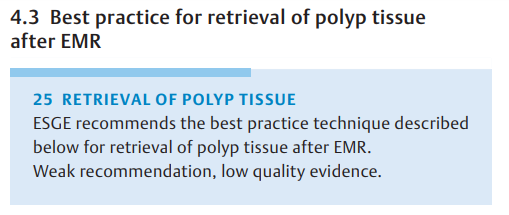 4.3 Best practice for retrieval of polyp tissue
after EMR
25 RETRIEVAL OF POLYP TISSUE
ESGE recommends the best practice technique described
below for retrieval of polyp tissue after EMR.
Weak recommendation, low quality evidence.